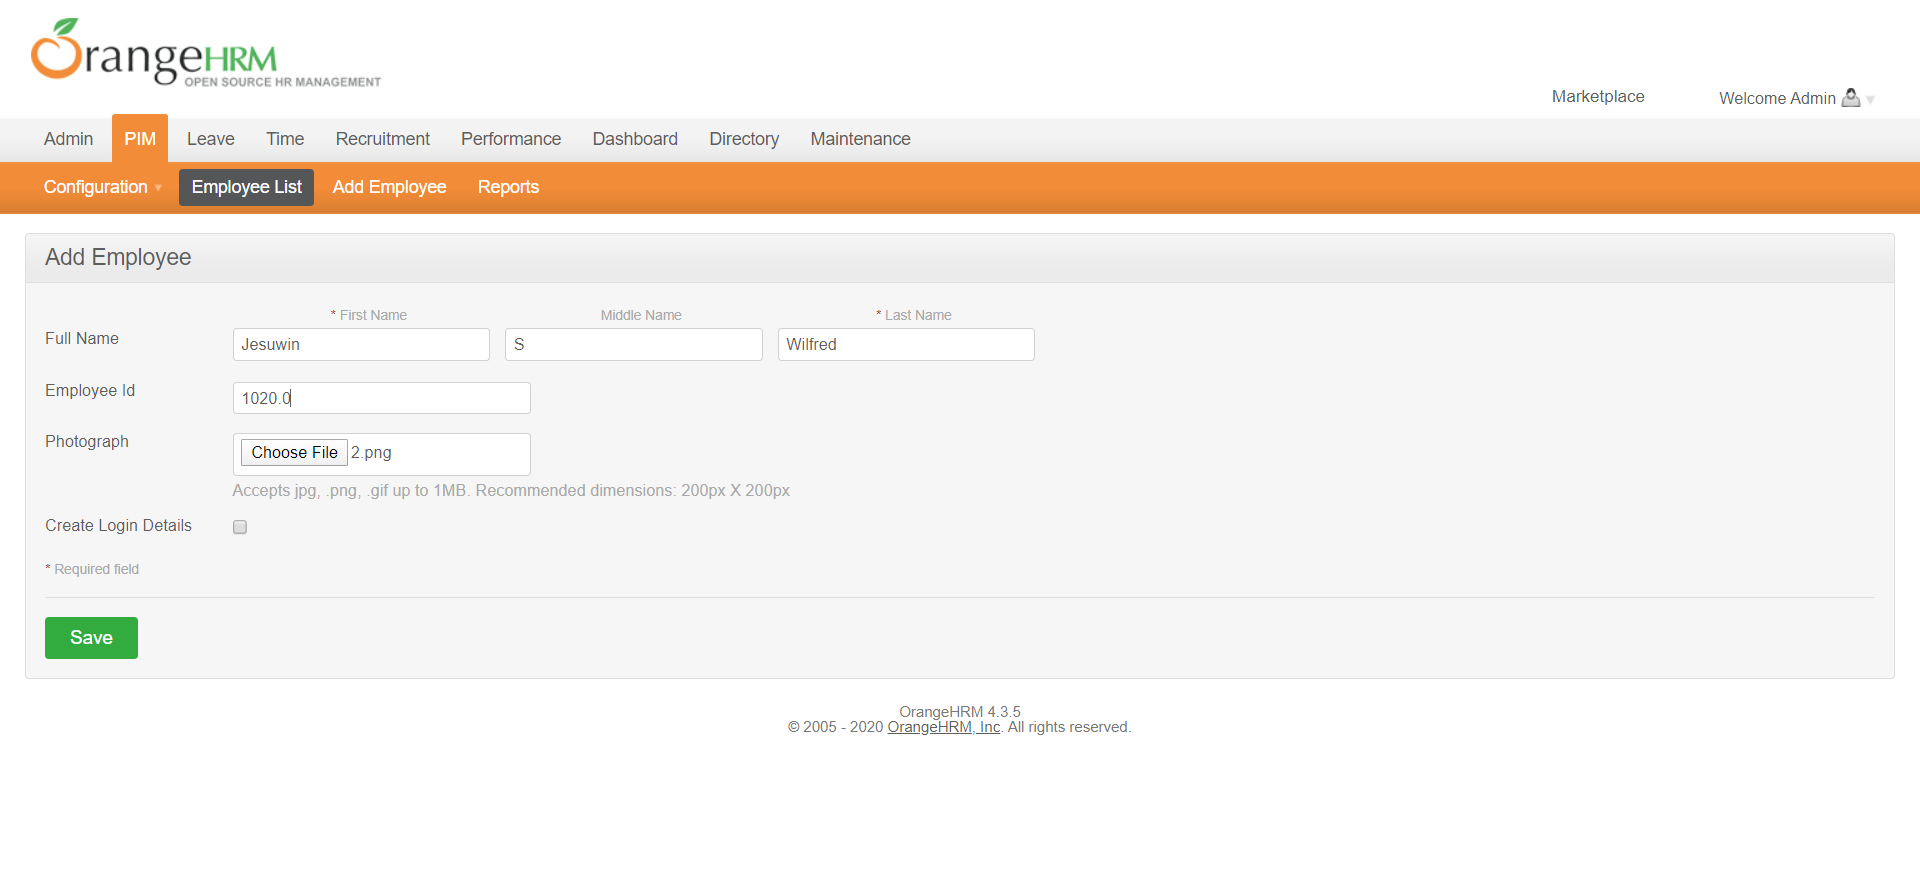 OrangeHRM
OPEN SOURCE HR MANAGEMENT
Marketplace
Welcome Admin
Admin
PIM
Leave
Time
Recruitment
Performance
Dashboard
Directory
Maintenance
Configuration
Employee List
Add Employee
Reports
Add Employee
* First Name
Middle Name
* Last Name
Full Name
Jesuwin
S
Wilfred
Employee Id
1020.0
Photograph
Choose File 2.png
Accepts jpg, .png, .gif up to 1MB. Recommended dimensions: 200px X 200px
Create Login Details
* Required field
Save
OrangeHRM 4.3.5
© 2005 - 2020 OrangeHRM, Inc. All rights reserved.